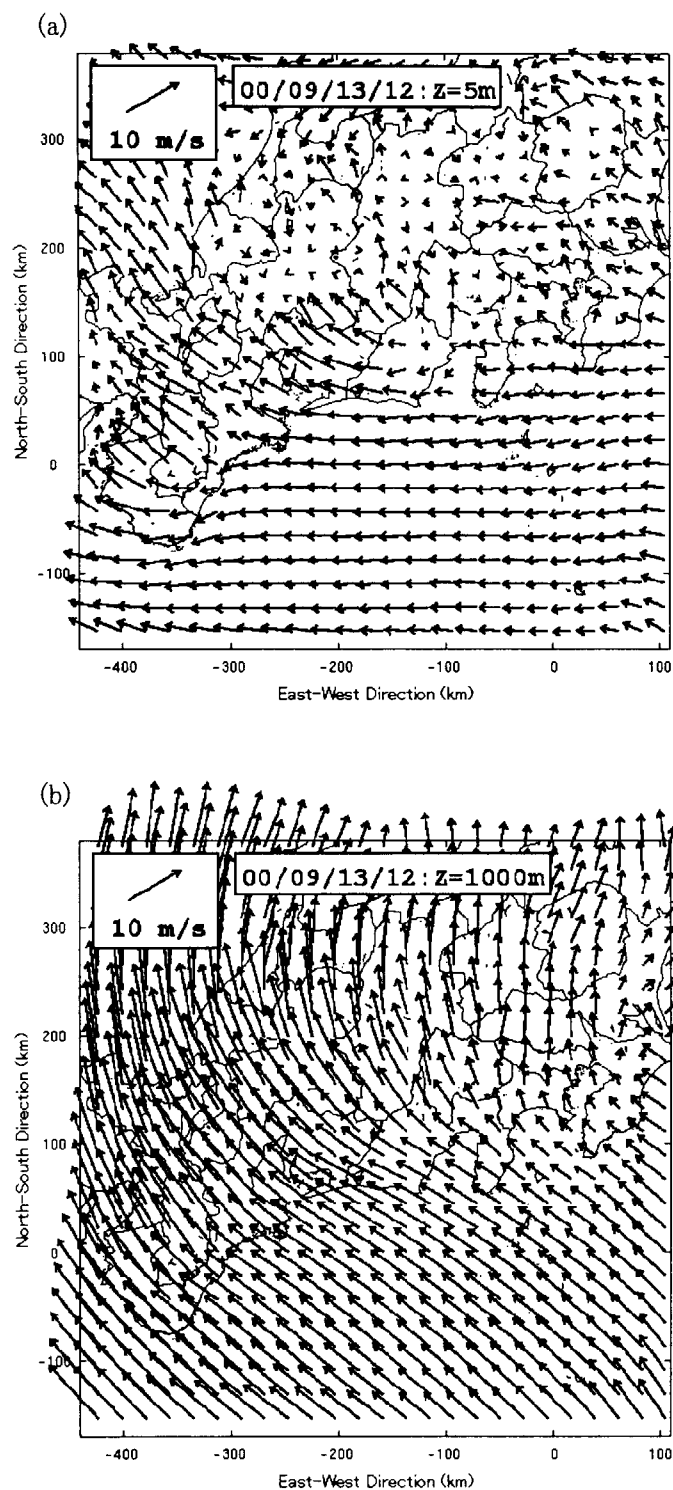 (a)
00/09/13/12:Z=5m
10 m/s
300
200
100
0
-100
North-South Direction (km)
-400 -300 -200 -100 0 100
East-West Direction (km)
(b)
00/09/13/12:Z=1000m
10 m/s
300
200
100
0
-100
North-South Direction (km)
-400 -300 -200 -100 0 100
East-West Direction (km)